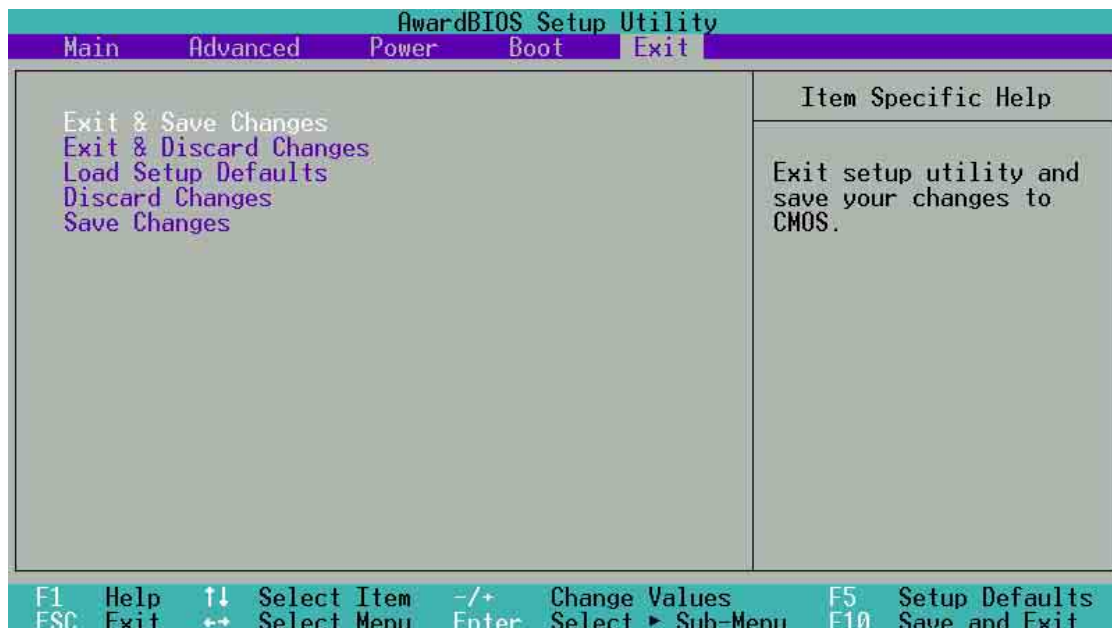 AwardBIOS Setup Utility
Main Advanced Power Boot Exit
Exit & Save Changes
Exit & Discard Changes
Load Setup Defaults
Discard Changes
Save Changes
Item Specific Help
Exit setup utility and
save your changes to
CMOS.
F1 Help ↑↓ Select Item -/+ Change Values F5 Setup Defaults
ESC Exit ←→ Select Menu Enter Select ► Sub-Menu F10 Save and Exit